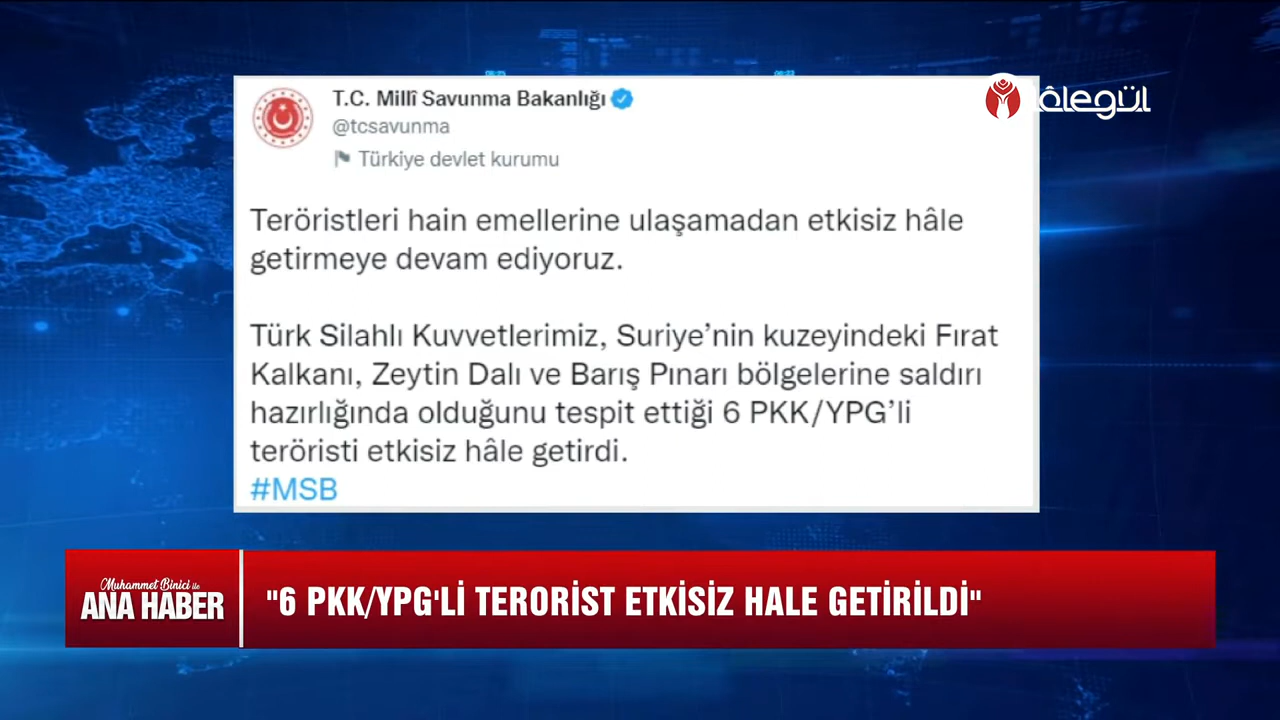 T.C. Millî Savunma Bakanlığı
@tcsavunma
Türkiye devlet kurumu
lâlegül
Teröristleri hain emellerine ulaşamadan etkisiz hâle
getirmeye devam ediyoruz.
Türk Silahlı Kuvvetlerimiz, Suriye’nin kuzeyindeki Fırat
Kalkanı, Zeytin Dalı ve Barış Pınarı bölgelerine saldırı
hazırlığında olduğunu tespit ettiği 6 PKK/YPG’li
teröristi etkisiz hâle getirdi.
#MSB
Muhammet Binici ile
ANA HABER
"6 PKK/YPG'Lİ TERORİST ETKİSİZ HALE GETİRİLDİ"